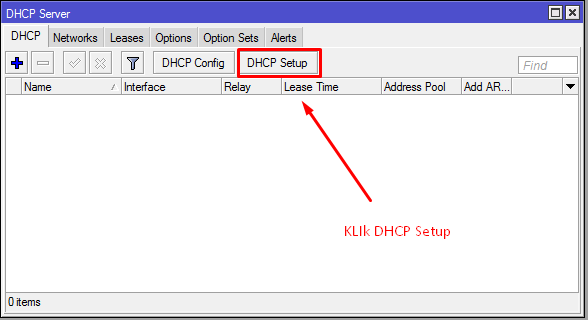 DHCP Server
DHCP Networks Leases Options Option Sets Alerts
DHCP Config DHCP Setup Find
Name / Interface Relay Lease Time Address Pool Add AR...
KLIk DHCP Setup
0 items